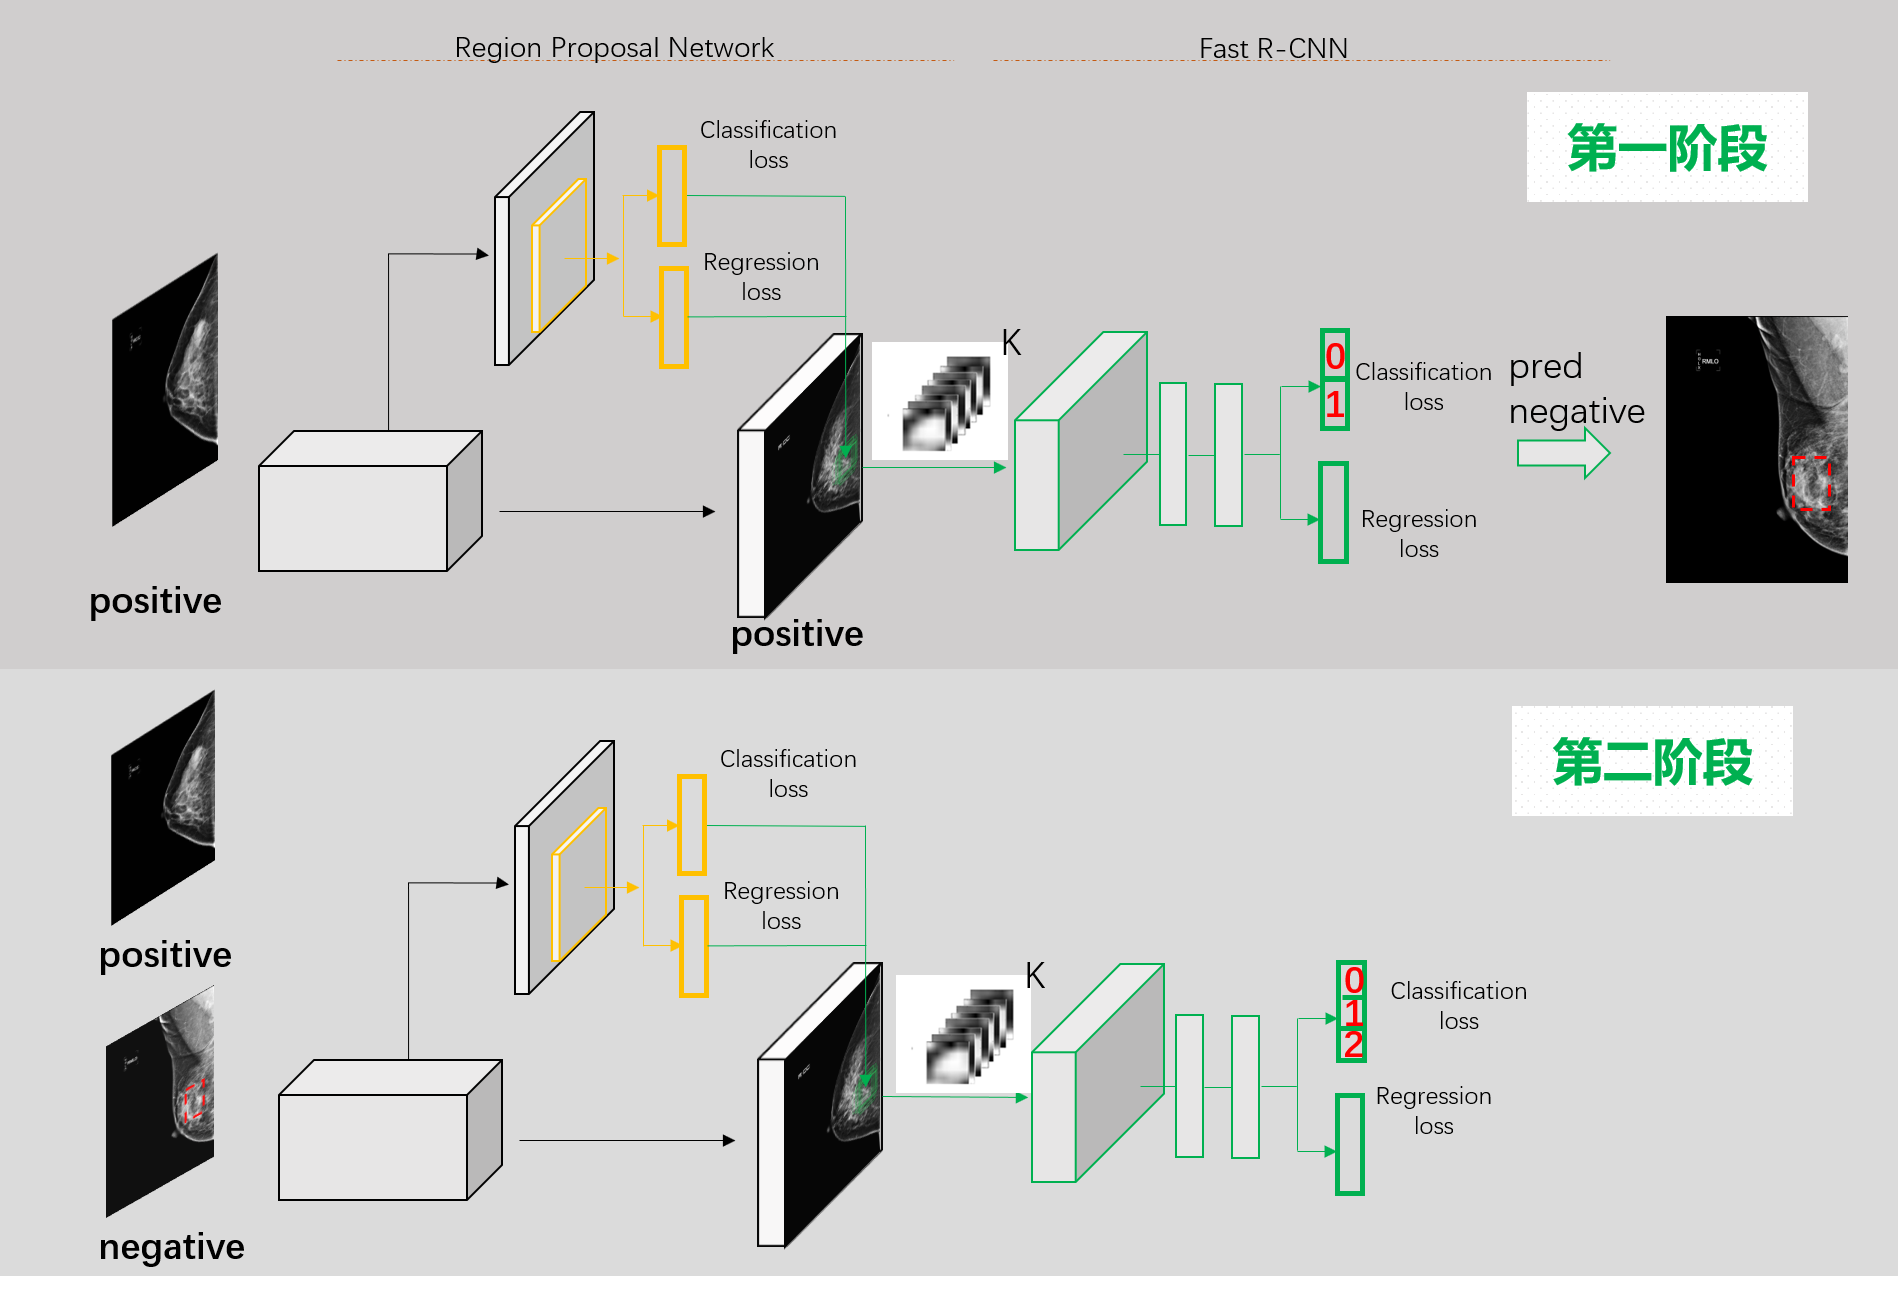 Region Proposal Network
Fast R-CNN
第一阶段
Classification
loss
Regression
loss
K
0
1
Classification
loss
Regression
loss
pred
negative
RMLO
positive
positive
第二阶段
Classification
loss
Regression
loss
K
0
1
2
Classification
loss
Regression
loss
positive
negative